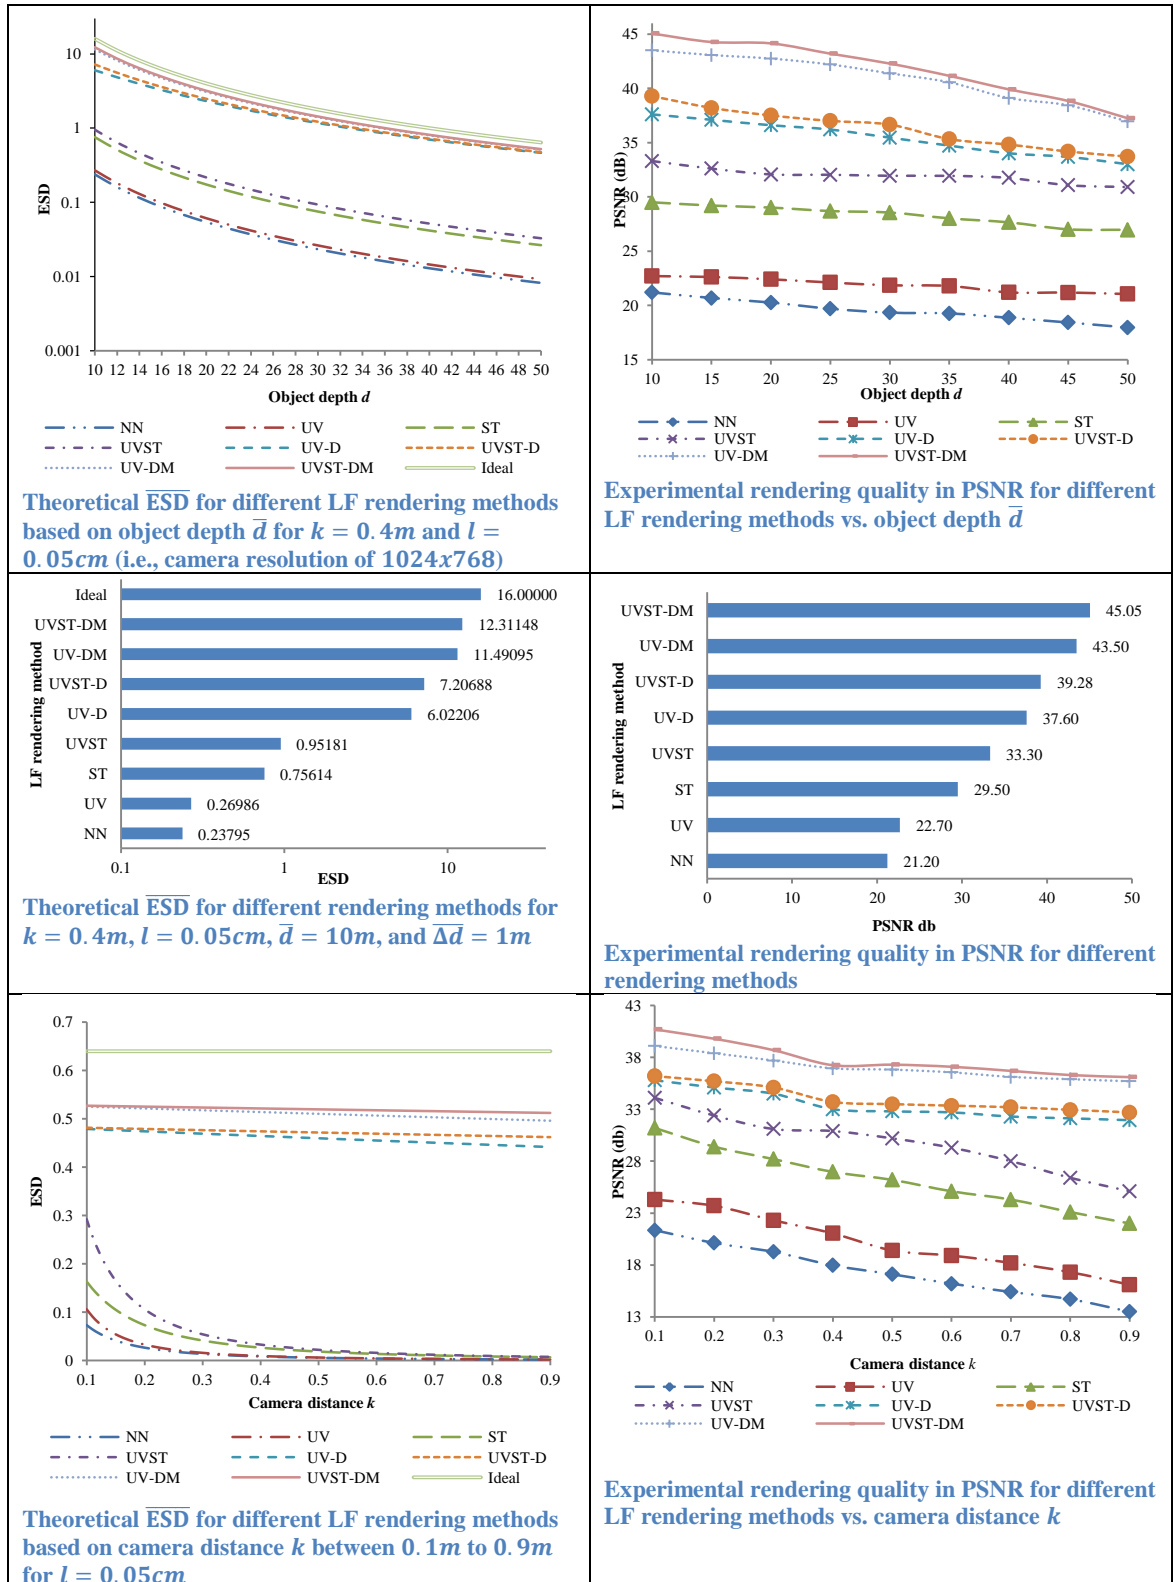 10
1
0.1
0.01
0.001
ESD
10 12 14 16 18 20 22 24 26 28 30 32 34 36 38 40 42 44 46 48 50
Object depth d
NN UV ST
UVST UV-D UVST-D
UV-DM UVST-DM Ideal
Theoretical ESD for different LF rendering methods
based on object depth d̅ for k = 0.4m and l =
0.05cm (i.e., camera resolution of 1024x768)
45
40
35
30
25
20
15
PSNR (dB)
10 15 20 25 30 35 40 45 50
Object depth d
NN UV ST
UVST UV-D UVST-D
UV-DM UVST-DM
Experimental rendering quality in PSNR for different
LF rendering methods vs. object depth d̅
LF rendering method
Ideal 16.00000
UVST-DM 12.31148
UV-DM 11.49095
UVST-D 7.20688
UV-D 6.02206
UVST 0.95181
ST 0.75614
UV 0.26986
NN 0.23795
0.1 1 10
ESD
Theoretical ESD for different rendering methods for
k = 0.4m, l = 0.05cm, d̅ = 10m, and Δd = 1m
LF rendering method
UVST-DM 45.05
UV-DM 43.50
UVST-D 39.28
UV-D 37.60
UVST 33.30
ST 29.50
UV 22.70
NN 21.20
0 10 20 30 40 50
PSNR db
Experimental rendering quality in PSNR for different
rendering methods
0.7
0.6
0.5
0.4
0.3
0.2
0.1
0
ESD
0.1 0.2 0.3 0.4 0.5 0.6 0.7 0.8 0.9
Camera distance k
NN UV ST
UVST UV-D UVST-D
UV-DM UVST-DM Ideal
Theoretical ESD for different LF rendering methods
based on camera distance k between 0.1m to 0.9m
for l = 0.05cm
43
38
33
28
23
18
13
PSNR (db)
0.1 0.2 0.3 0.4 0.5 0.6 0.7 0.8 0.9
Camera distance k
NN UV ST
UVST UV-D UVST-D
UV-DM UVST-DM
Experimental rendering quality in PSNR for different
LF rendering methods vs. camera distance k